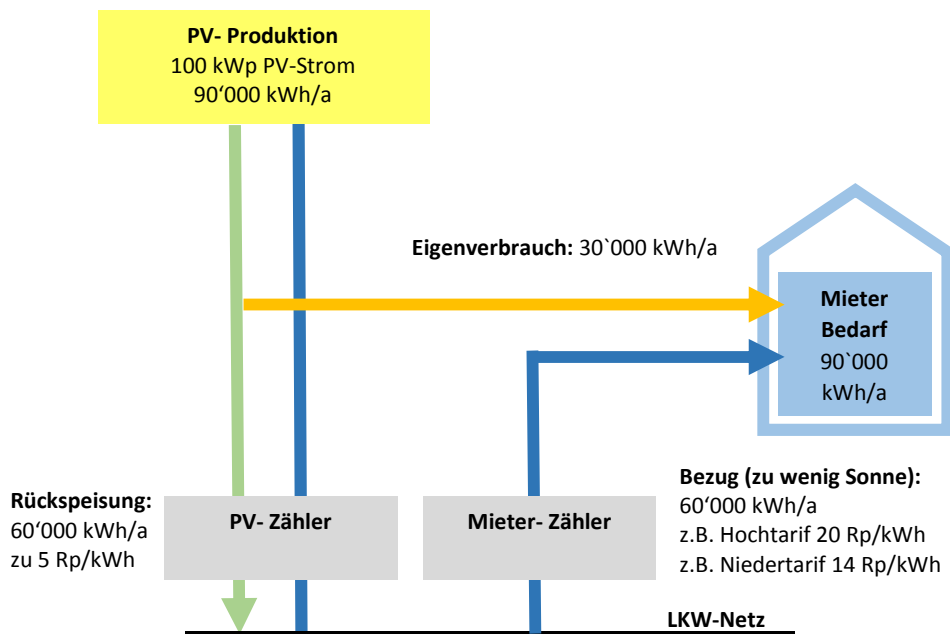 PV- Produktion
100 kWp PV-Strom
90‘000 kWh/a
Eigenverbrauch: 30`000 kWh/a
Mieter
Bedarf
90`000
kWh/a
Rückspeisung:
60‘000 kWh/a
zu 5 Rp/kWh
PV- Zähler
Mieter- Zähler
Bezug (zu wenig Sonne):
60‘000 kWh/a
z.B. Hochtarif 20 Rp/kWh
z.B. Niedertarif 14 Rp/kWh
LKW-Netz